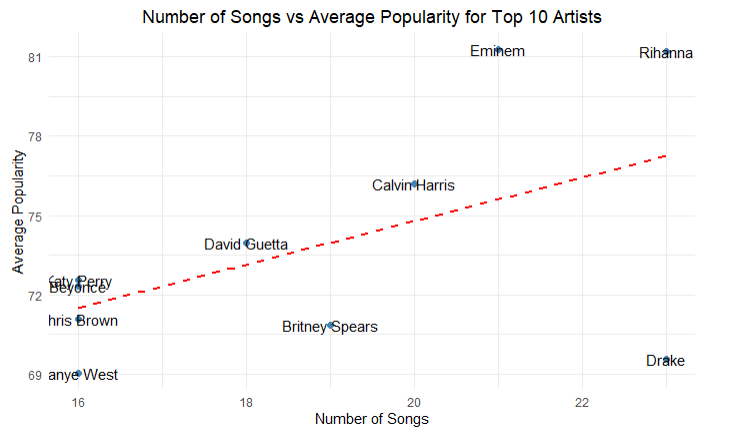 Number of Songs vs Average Popularity for Top 10 Artists
Eminem
Rihanna
81
78
Calvin Harris
Average Popularity
75
David Guetta
Katy Perry
Beyoncé
72
hris Brown
Britney Spears
Drake
anye West
69
16
18
20
22
Number of Songs